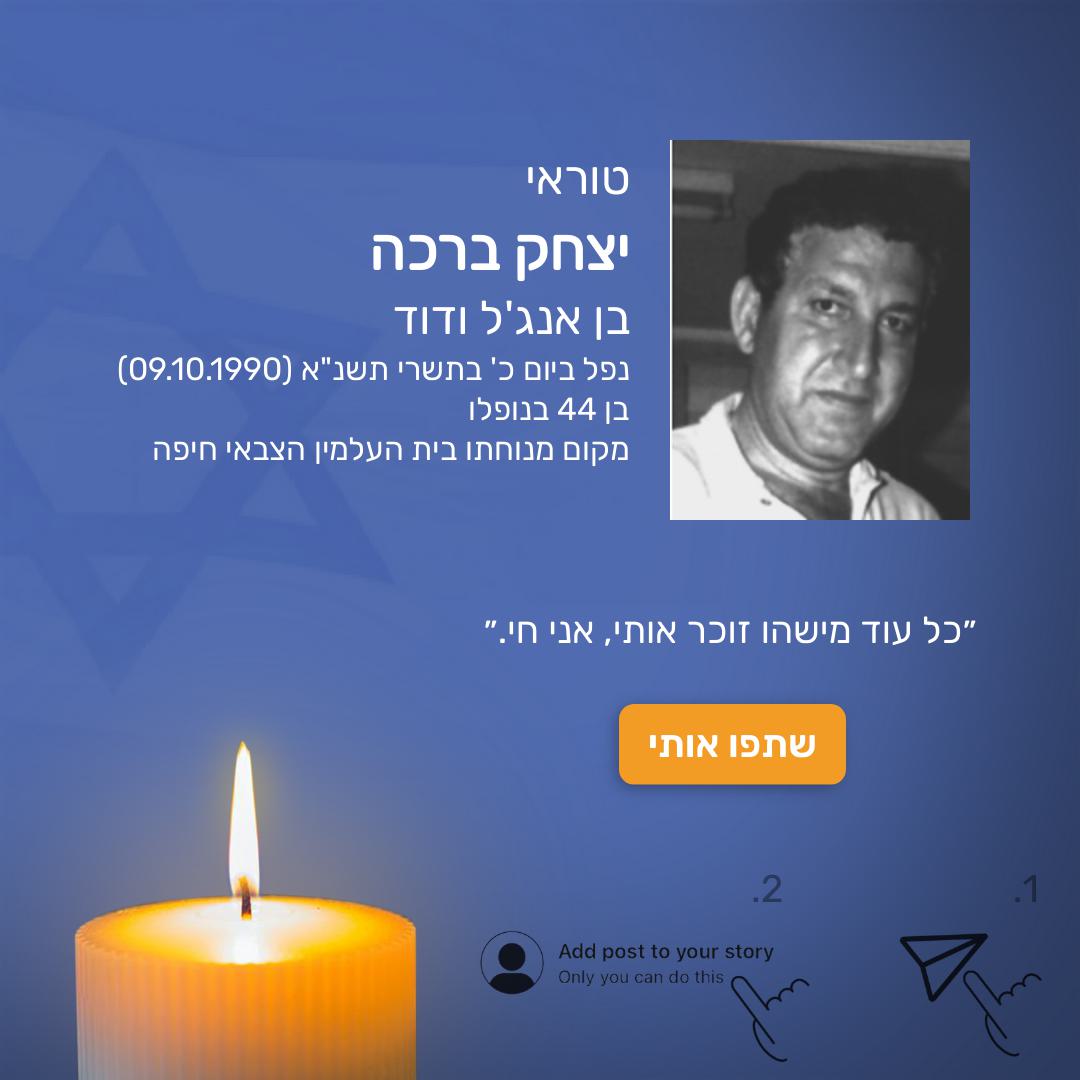 טוראי
יצחק ברכה
בן אנג'ל ודוד
נפל ביום כ' בתשרי תשנ"א (09.10.1990)
בן 44 בנופלו
מקום מנוחתו בית העלמין הצבאי חיפה
״כל עוד מישהו זוכר אותי, אני חי.״
שתפו אותי
1.
2.
Add post to your story
Only you can do this